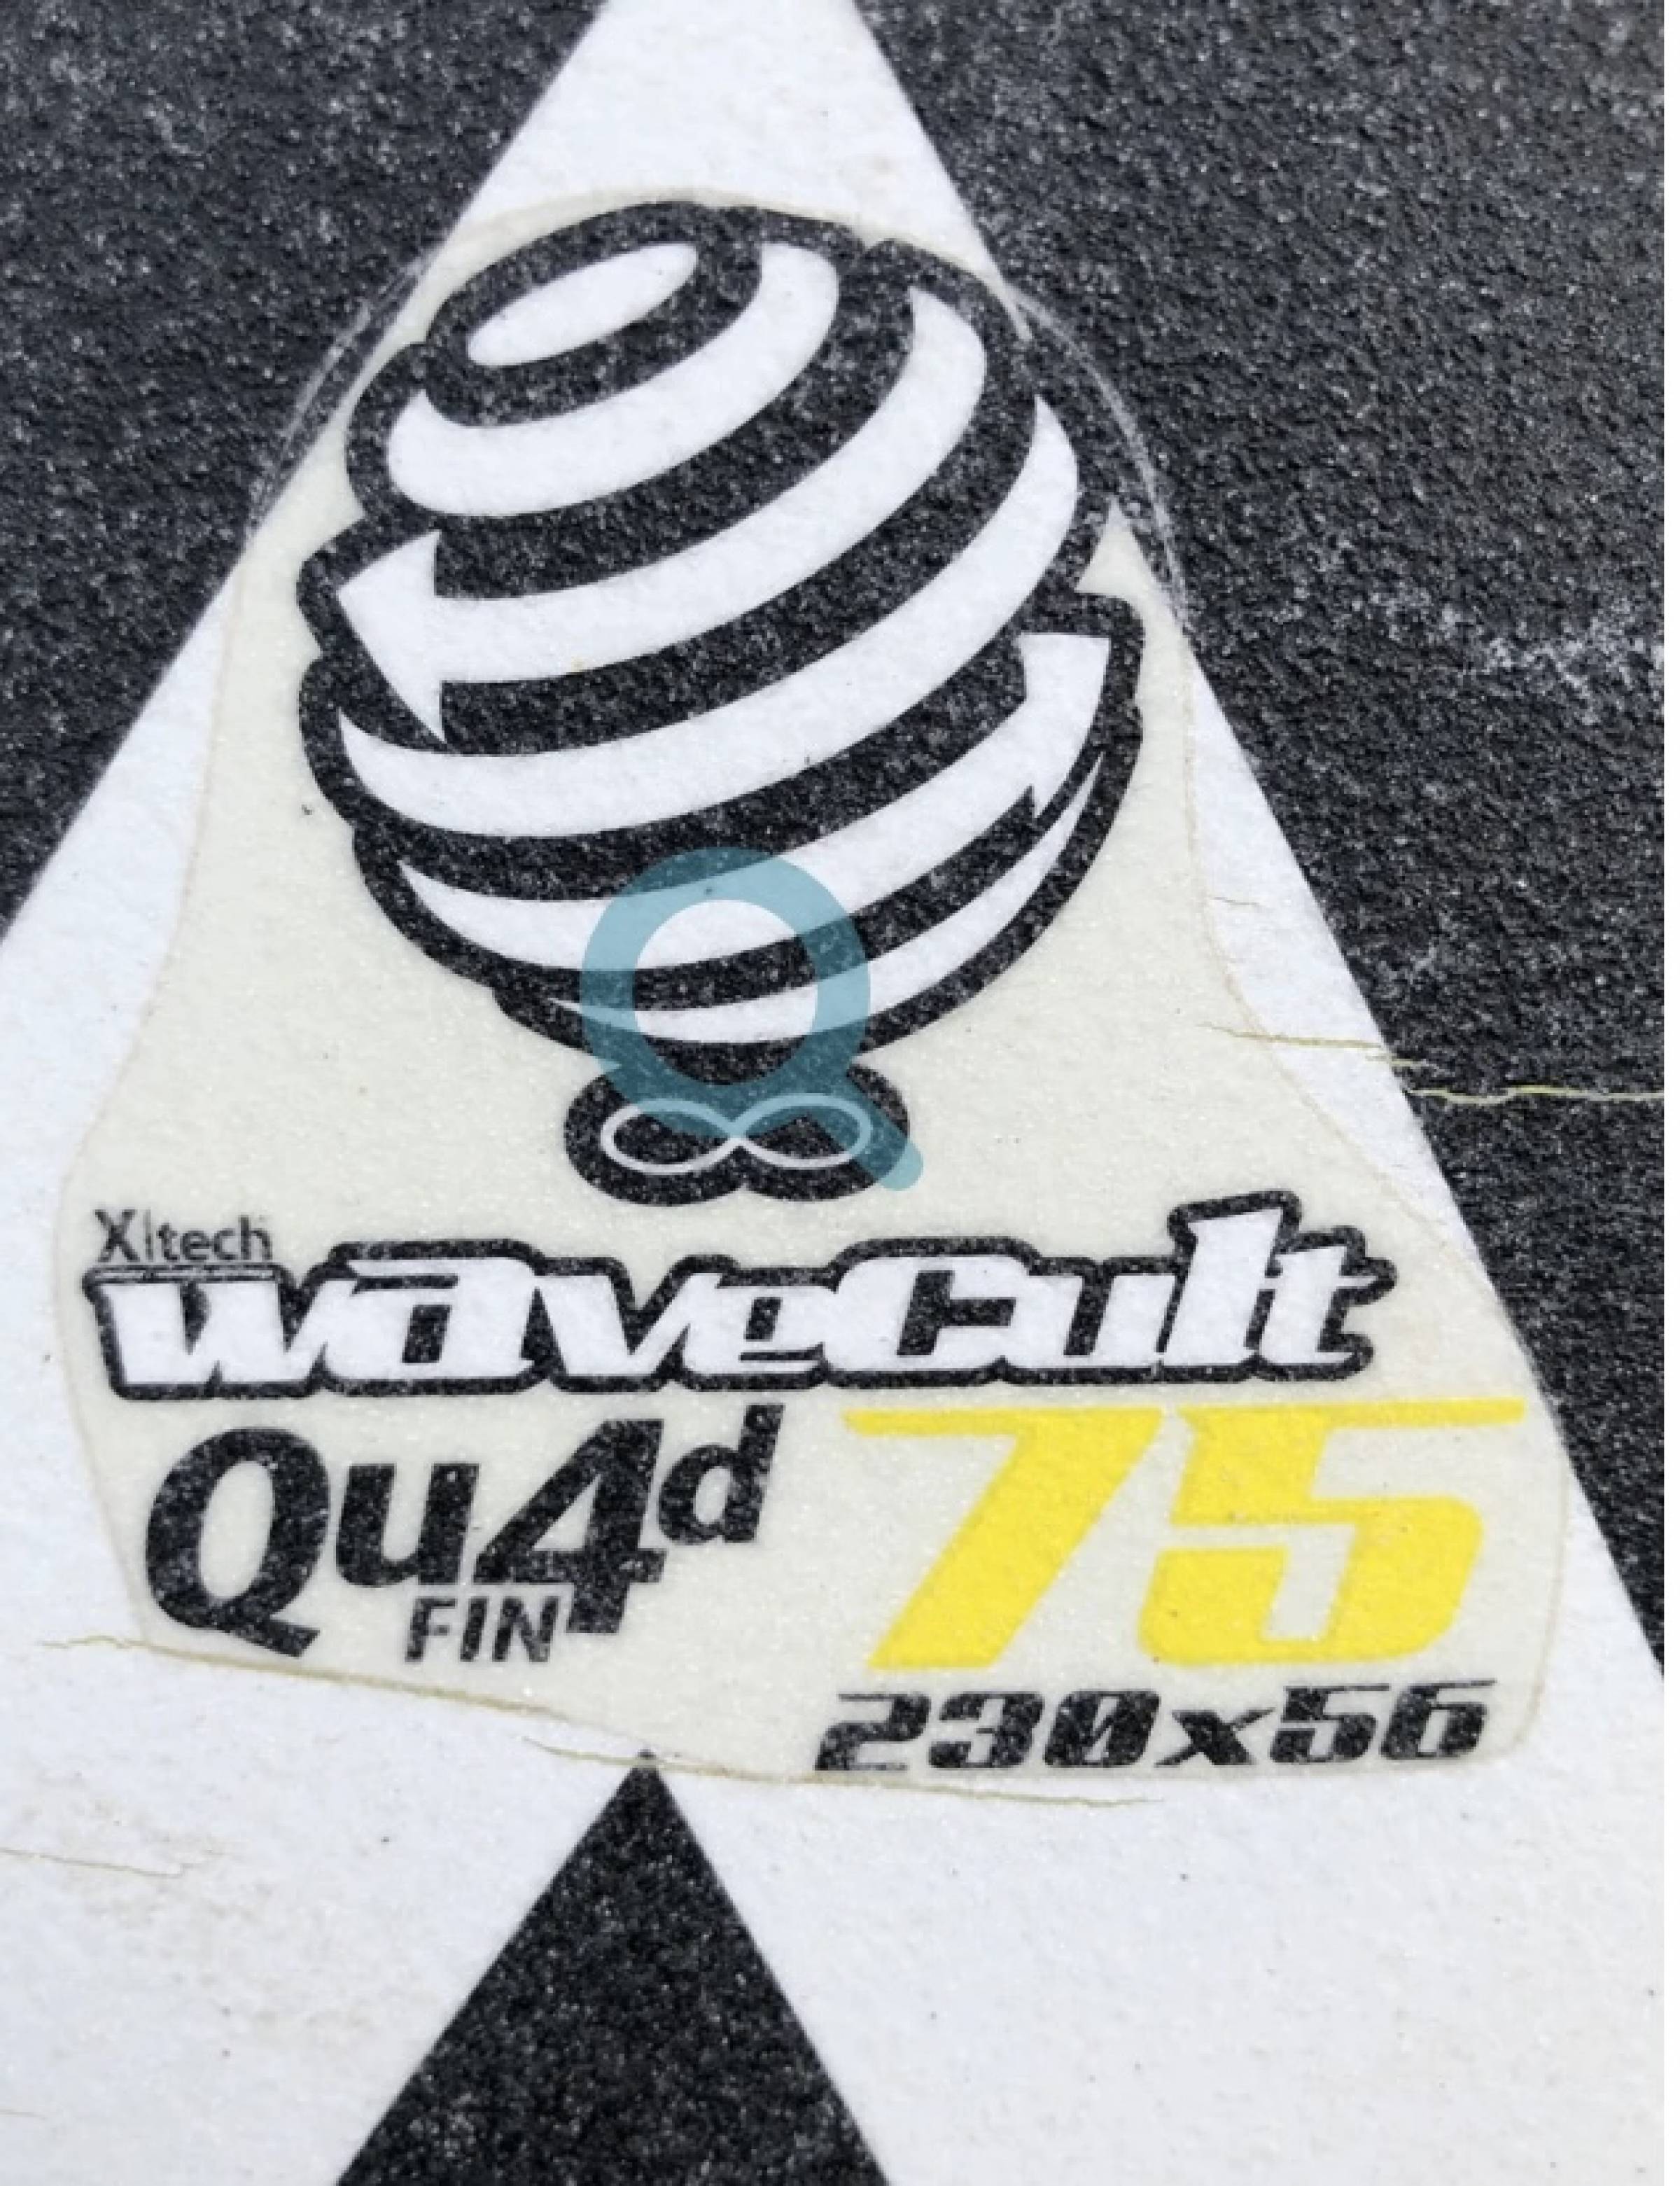 XItech
waveCult
Qu4d 75
FIN
230x56